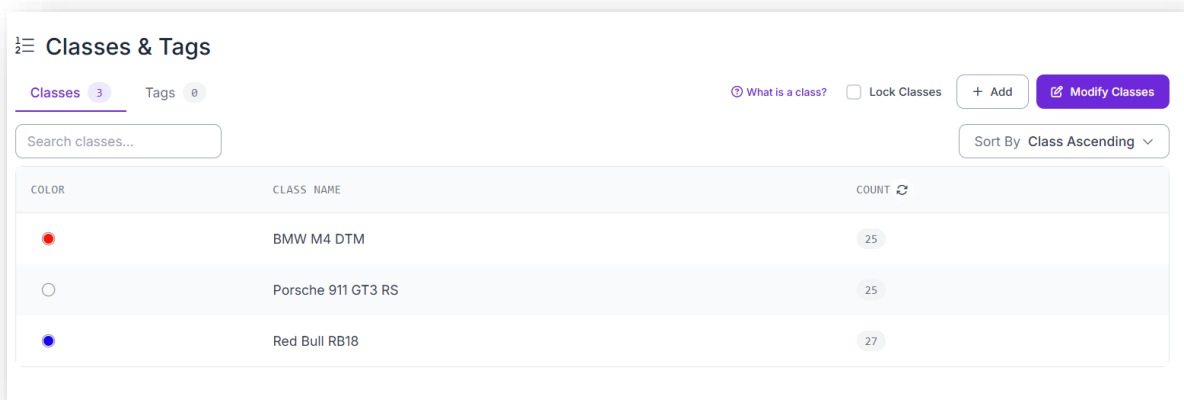 Classes & Tags
Classes 3 Tags 0 What is a class? Lock Classes + Add Modify Classes
Search classes... Sort By Class Ascending
COLOR CLASS NAME COUNT
BMW M4 DTM 25
Porsche 911 GT3 RS 25
Red Bull RB18 27